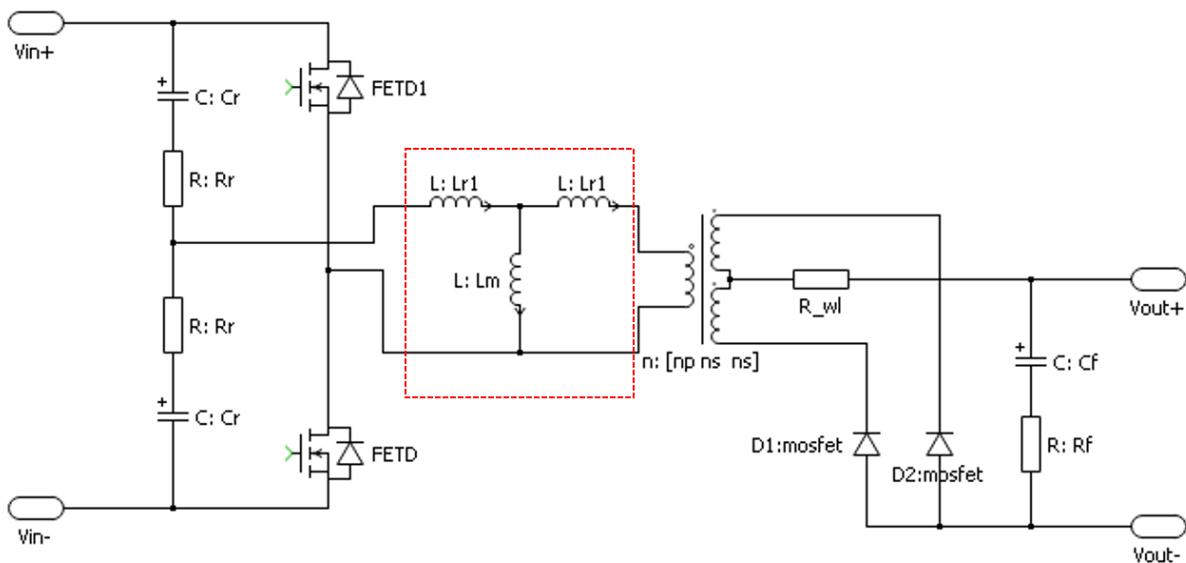 Vin+
C: Cr
FETD1
R: Rr
L: Lr1
L: Lr1
L: Lm
R: Rr
R_wl
Vout+
n: [np ns ns]
C: Cf
C: Cr
FETD
D1:mosfet
R: Rf
D2:mosfet
Vin-
Vout-